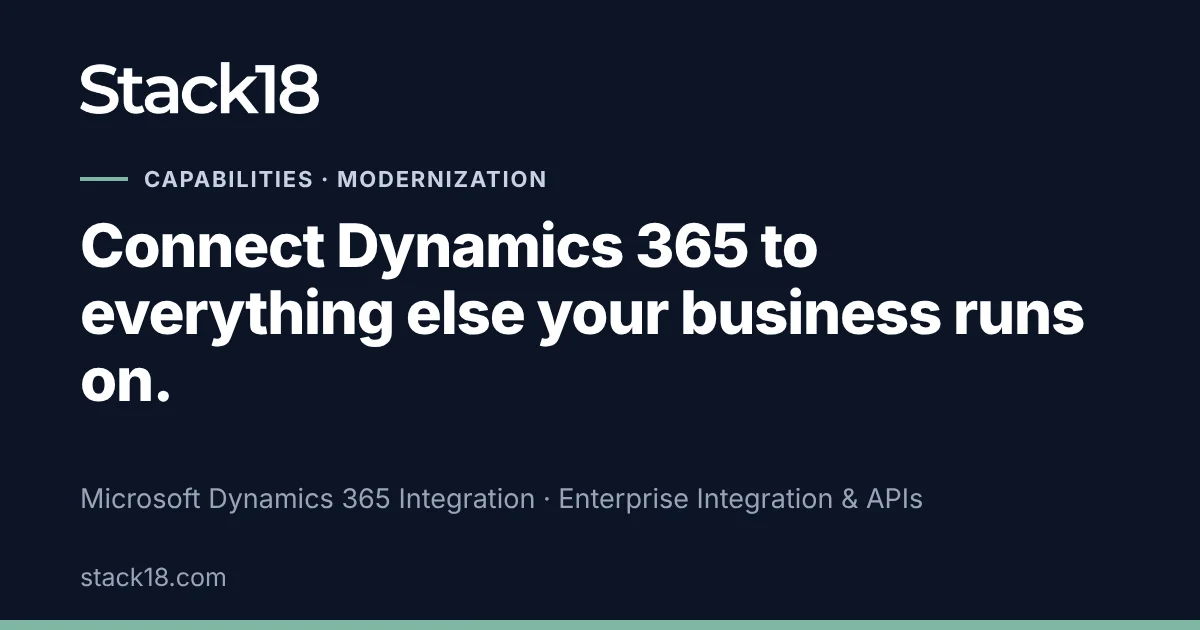 Stack18
CAPABILITIES · MODERNIZATION
Connect Dynamics 365 to
everything else your business runs
on.
Microsoft Dynamics 365 Integration · Enterprise Integration & APIs
stack18.com